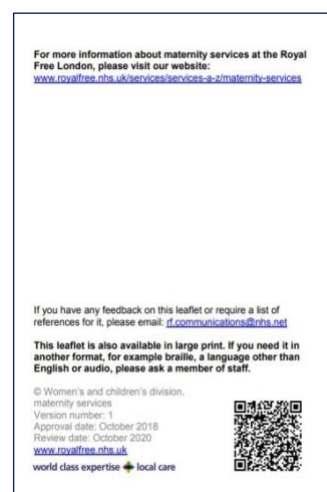 For more information about maternity services at the Royal
Free London, please visit our website:
www.royalfree.nhs.uk/services/services-a-z/maternity-services
If you have any feedback on this leaflet or require a list of
references for it, please email: rf.communications@nhs.net
This leaflet is also available in large print. If you need it in
another format, for example braille, a language other than
English or audio, please ask a member of staff.
© Women's and children's division,
maternity services
Version number: 1
Approval date: October 2018
Review date: October 2020
www.royalfree.nhs.uk
world class expertise local care